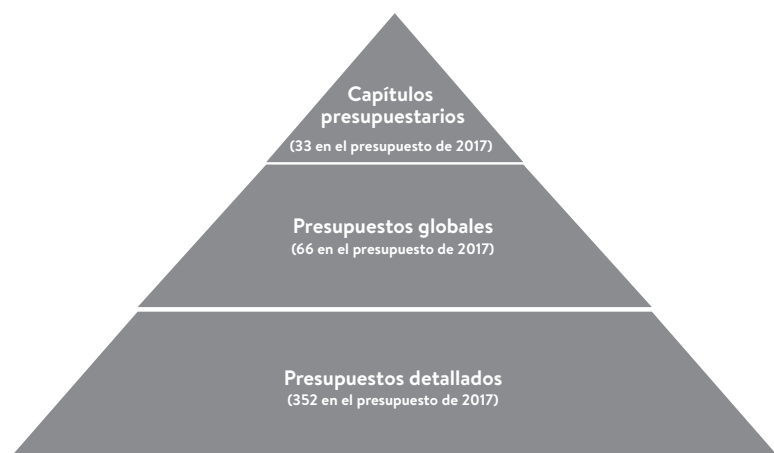 Capítulos
presupuestarios
(33 en el presupuesto de 2017)
Presupuestos globales
(66 en el presupuesto de 2017)
Presupuestos detallados
(352 en el presupuesto de 2017)